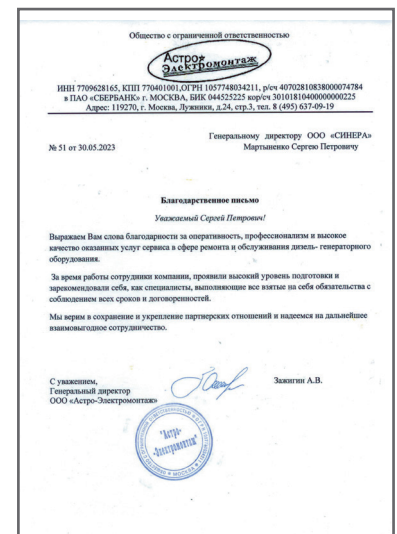 Общество с ограниченной ответственностью
Астро★
Электромонтаж
ИНН 7709628165, КПП 770401001,ОГРН 1057748034211, р/сч 40702810838000074784
в ПАО «СБЕРБАНК» г. МОСКВА, БИК 044525225 кор/сч 30101810400000000225
Адрес: 119270, г. Москва, Лужники, д.24, стр.3, тел. 8 (495) 637-09-19
Генеральному директору ООО «СИНЕРА»
№ 51 от 30.05.2023 Мартыненко Сергею Петровичу
Благодарственное письмо
Уважаемый Сергей Петрович!
Выражаем Вам слова благодарности за оперативность, профессионализм и высокое
качество оказанных услуг сервиса в сфере ремонта и обслуживания дизель- генераторного
оборудования.
За время работы сотрудники компании, проявили высокий уровень подготовки и
зарекомендовали себя, как специалисты, выполняющие все взятые на себя обязательства с
соблюдением всех сроков и договоренностей.
Мы верим в сохранение и укрепление партнерских отношений и надеемся на дальнейшее
взаимовыгодное сотрудничество.
С уважением, Зажигин А.В.
Генеральный директор
ООО «Астро-Электромонтаж»
"Астро-
Электромонтаж"
МОСКВА